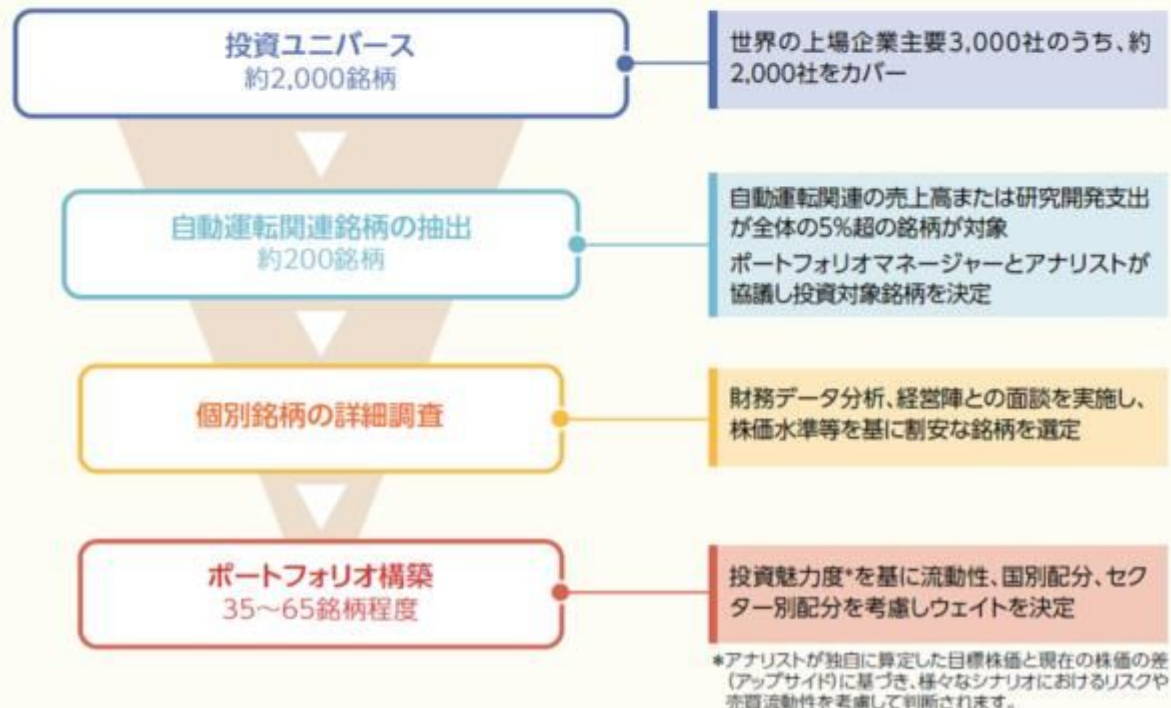 投資ユニバース
約2,000銘柄
世界の上場企業主要3,000社のうち、約
2,000社をカバー
自動運転関連銘柄の抽出
約200銘柄
自動運転関連の売上高または研究開発支出
が全体の5%超の銘柄が対象
ポートフォリオマネージャーとアナリストが
協議し投資対象銘柄を決定
個別銘柄の詳細調査
財務データ分析、経営陣との面談を実施し、
株価水準等を基に割安な銘柄を選定
ポートフォリオ構築
35〜65銘柄程度
投資魅力度*を基に流動性、国別配分、セク
ター別配分を考慮しウェイトを決定
*アナリストが独自に算定した目標株価と現在の株価の差
(アップサイド)に基づき、様々なシナリオにおけるリスクや
売買流動性を考慮して判断されます。